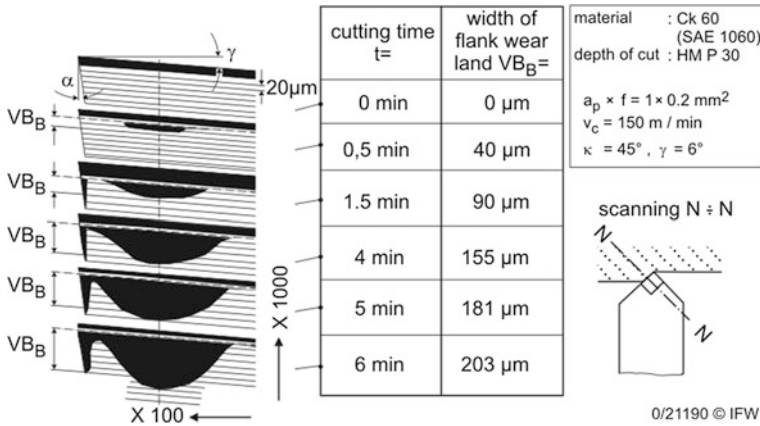 γ
α
20μm
VB_B
VB_B
VB_B
VB_B
VB_B
X 1000
X 100
cutting time t=
width of flank wear land VB_B=
0 min 0 μm
0,5 min 40 μm
1.5 min 90 μm
4 min 155 μm
5 min 181 μm
6 min 203 μm
material : Ck 60
(SAE 1060)
depth of cut : HM P 30
a_p × f = 1× 0.2 mm²
v_c = 150 m / min
κ = 45° , γ = 6°
scanning N ÷ N
N
N
0/21190 © IFW